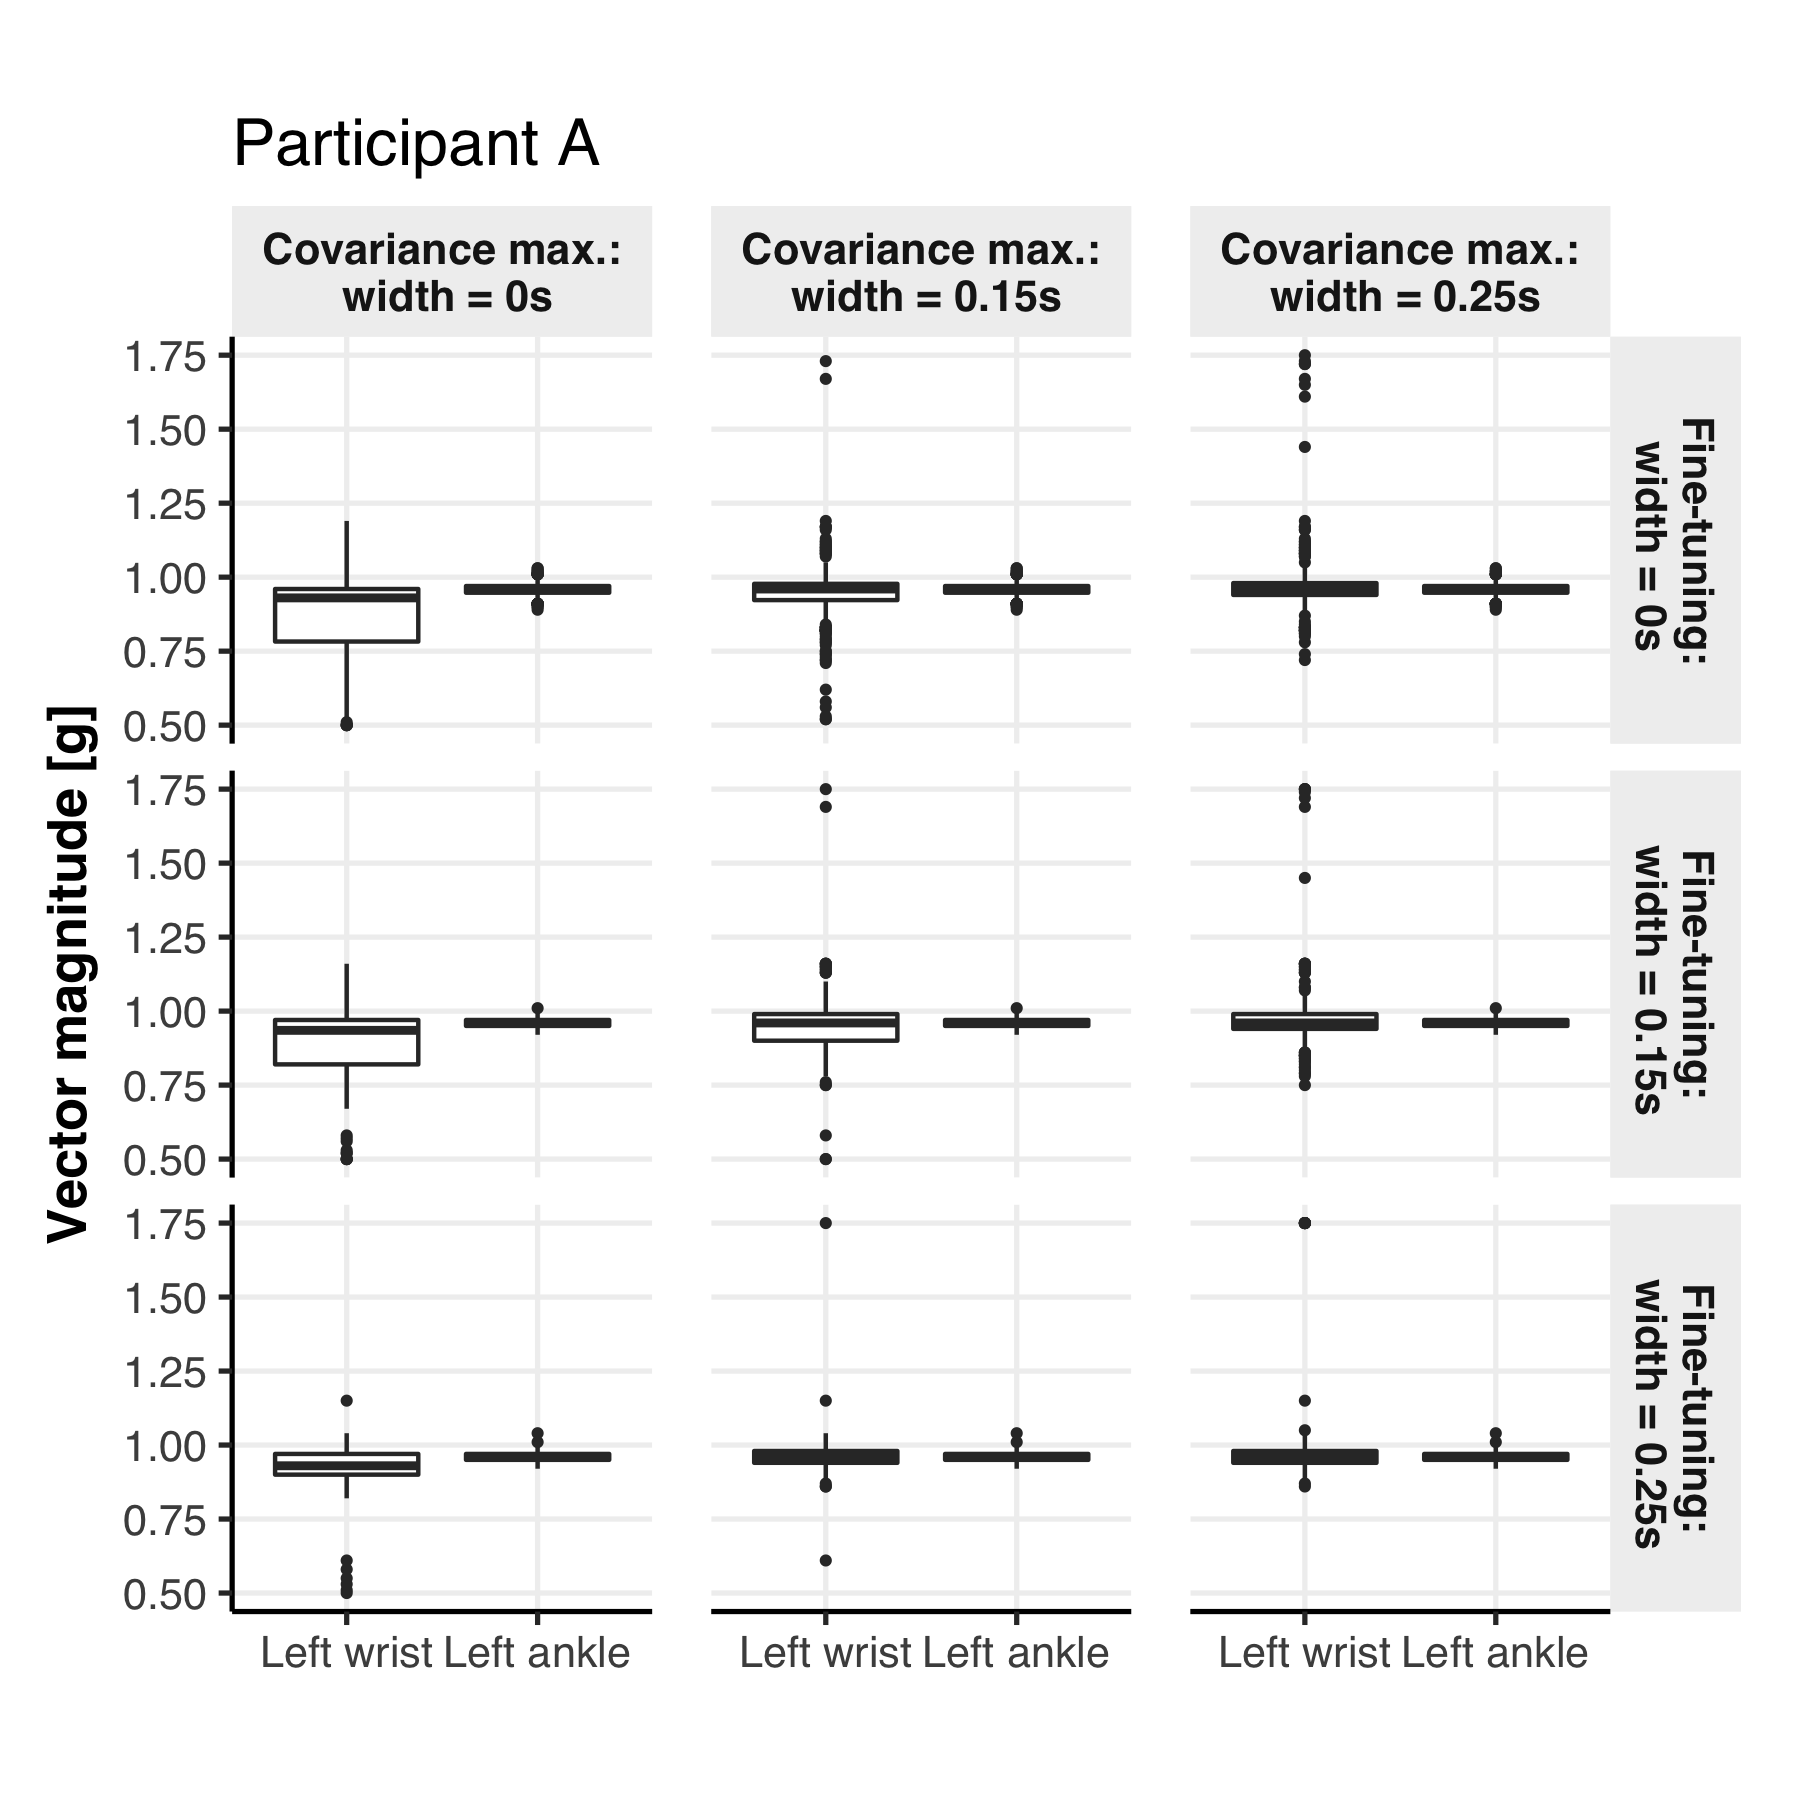 Participant A
Covariance max.:
width = 0s
Covariance max.:
width = 0.15s
Covariance max.:
width = 0.25s
Vector magnitude [g]
1.75
1.50
1.25
1.00
0.75
0.50
Fine-tuning:
width = 0s
1.75
1.50
1.25
1.00
0.75
0.50
Fine-tuning:
width = 0.15s
1.75
1.50
1.25
1.00
0.75
0.50
Fine-tuning:
width = 0.25s
Left wrist Left ankle
Left wrist Left ankle
Left wrist Left ankle